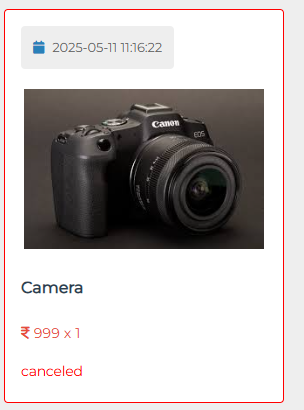 2025-05-11 11:16:22
Canon
EOS
Camera
₹ 999 x 1
canceled